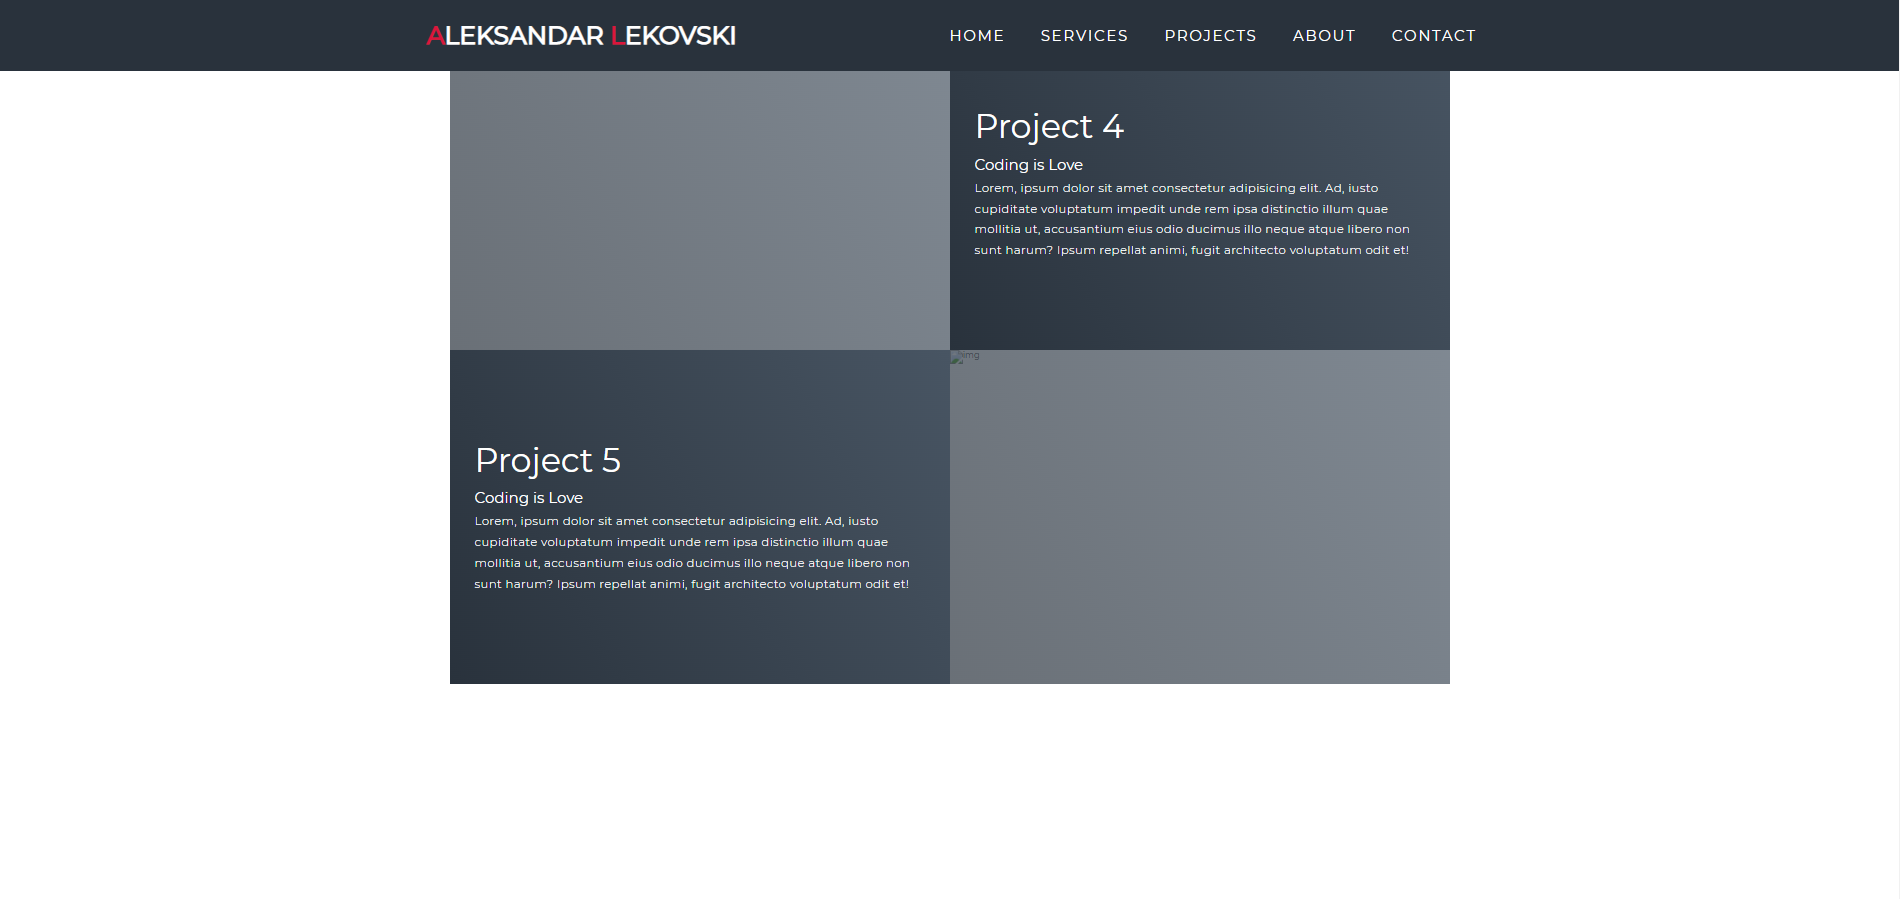 ALEKSANDAR LEKOVSKI
HOME SERVICES PROJECTS ABOUT CONTACT
Project 4
Coding is Love
Lorem, ipsum dolor sit amet consectetur adipisicing elit. Ad, iusto
cupiditate voluptatum impedit unde rem ipsa distinctio illum quae
mollitia ut, accusantium eius odio ducimus illo neque atque libero non
sunt harum? Ipsum repellat animi, fugit architecto voluptatum odit et!
img
Project 5
Coding is Love
Lorem, ipsum dolor sit amet consectetur adipisicing elit. Ad, iusto
cupiditate voluptatum impedit unde rem ipsa distinctio illum quae
mollitia ut, accusantium eius odio ducimus illo neque atque libero non
sunt harum? Ipsum repellat animi, fugit architecto voluptatum odit et!